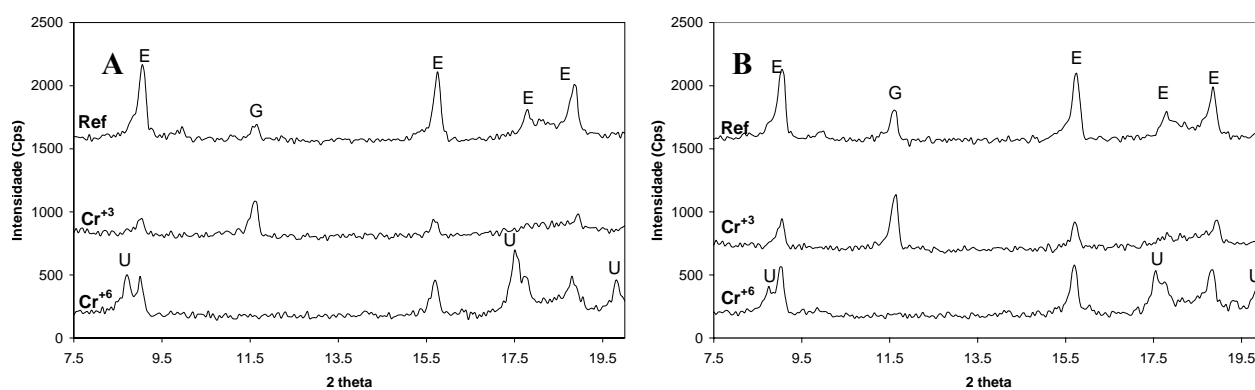 A
2500
2000
1500
1000
500
0
Intensidade (Cps)
Ref
Cr+3
Cr+6
E
G
E
E
E
U
U
U
7.5 9.5 11.5 13.5 15.5 17.5 19.5
2 theta
B
2500
2000
1500
1000
500
0
Intensidade (Cps)
Ref
Cr+3
Cr+6
E
G
E
E
E
U
U
U
7.5 9.5 11.5 13.5 15.5 17.5 19.5
2 theta